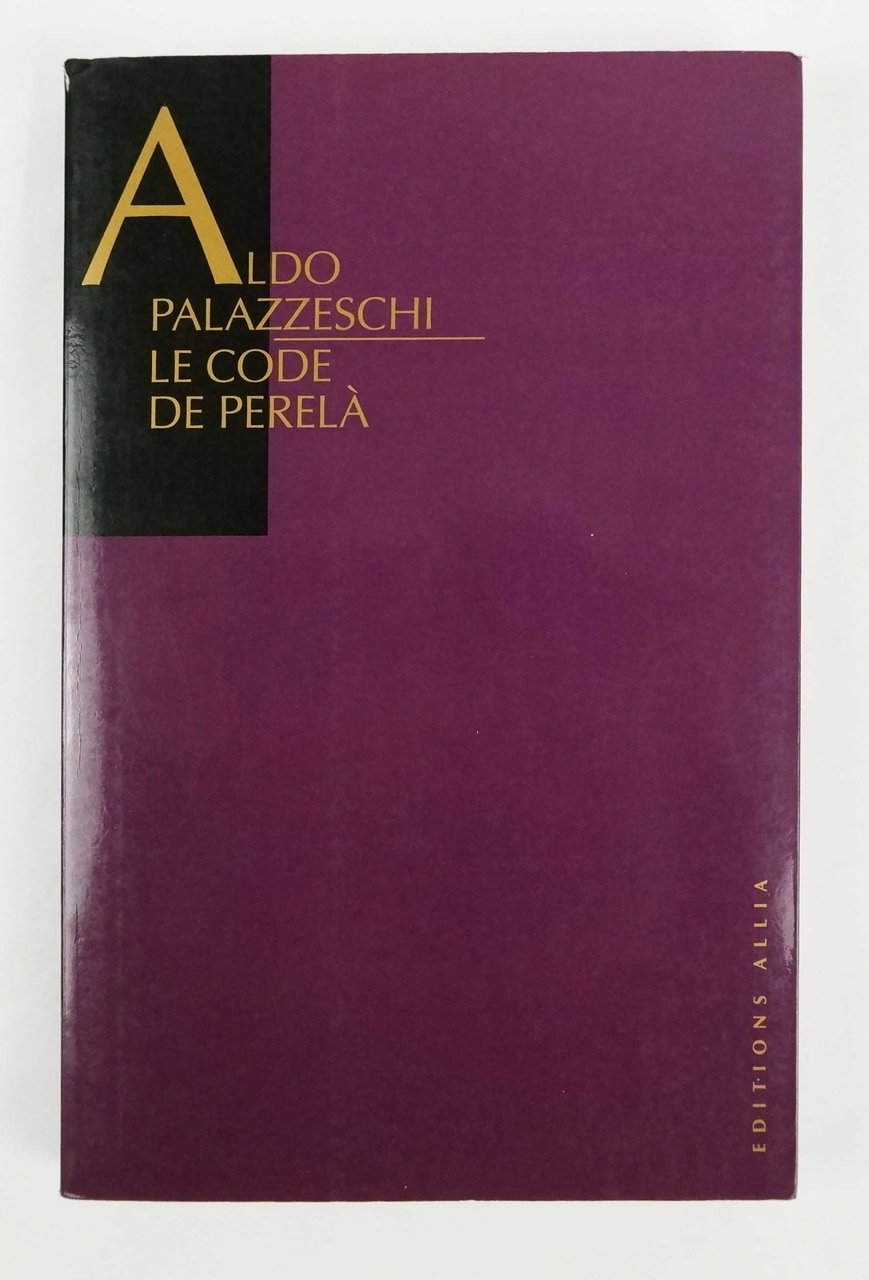 ALDO
PALAZZESCHI
LE CODE
DE PERELÀ
EDITIONS ALLIA